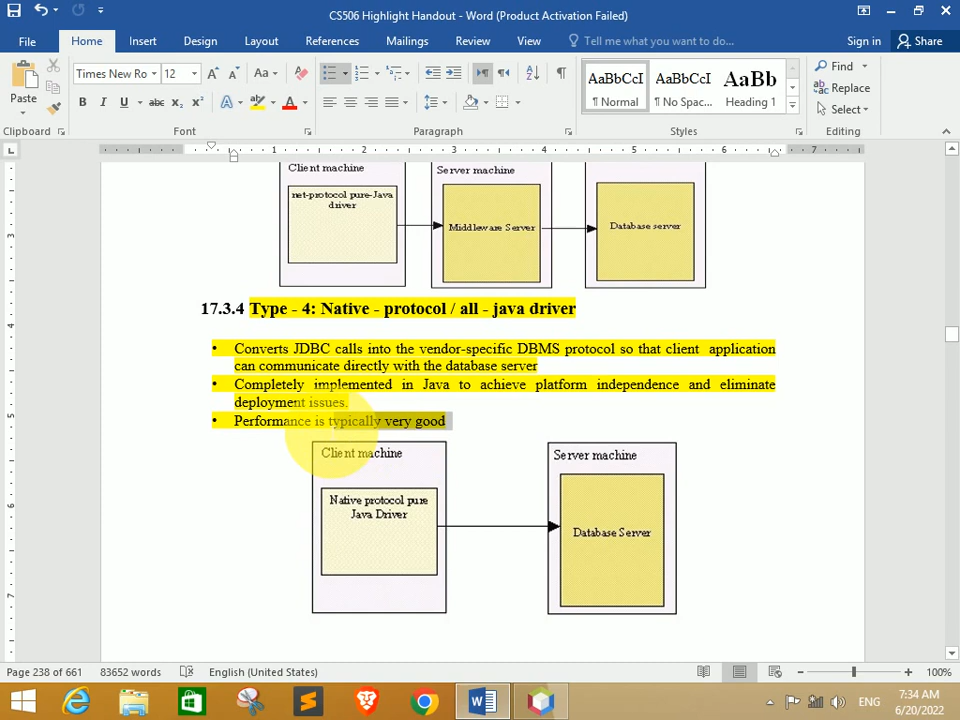 CS506 Highlight Handout - Word (Product Activation Failed)
File Home Insert Design Layout References Mailings Review View Tell me what you want to do... Sign in Share
Paste
Clipboard
Times New Ro 12
Font
Paragraph
AaBbCcI AaBbCcI AaBb
¶ Normal ¶ No Spac... Heading 1
Styles
Find
Replace
Select
Editing
1 2 3 4 5 6 7
Client machine
net-protocol pure-Java
driver
Server machine
Middleware Server
Database server
17.3.4 Type - 4: Native - protocol / all - java driver
• Converts JDBC calls into the vendor-specific DBMS protocol so that client application
can communicate directly with the database server
• Completely implemented in Java to achieve platform independence and eliminate
deployment issues.
• Performance is typically very good
Client machine
Native protocol pure
Java Driver
Server machine
Database Server
Page 238 of 661 83652 words English (United States) 100%
ENG
7:34 AM
6/20/2022